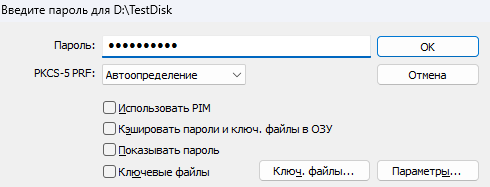 Введите пароль для D:\TestDisk
Пароль: ●●●●●●●●●● OK
PKCS-5 PRF: Автоопределение Отмена
Использовать PIM
Кэшировать пароли и ключ. файлы в ОЗУ
Показывать пароль
Ключевые файлы Ключ. файлы... Параметры...